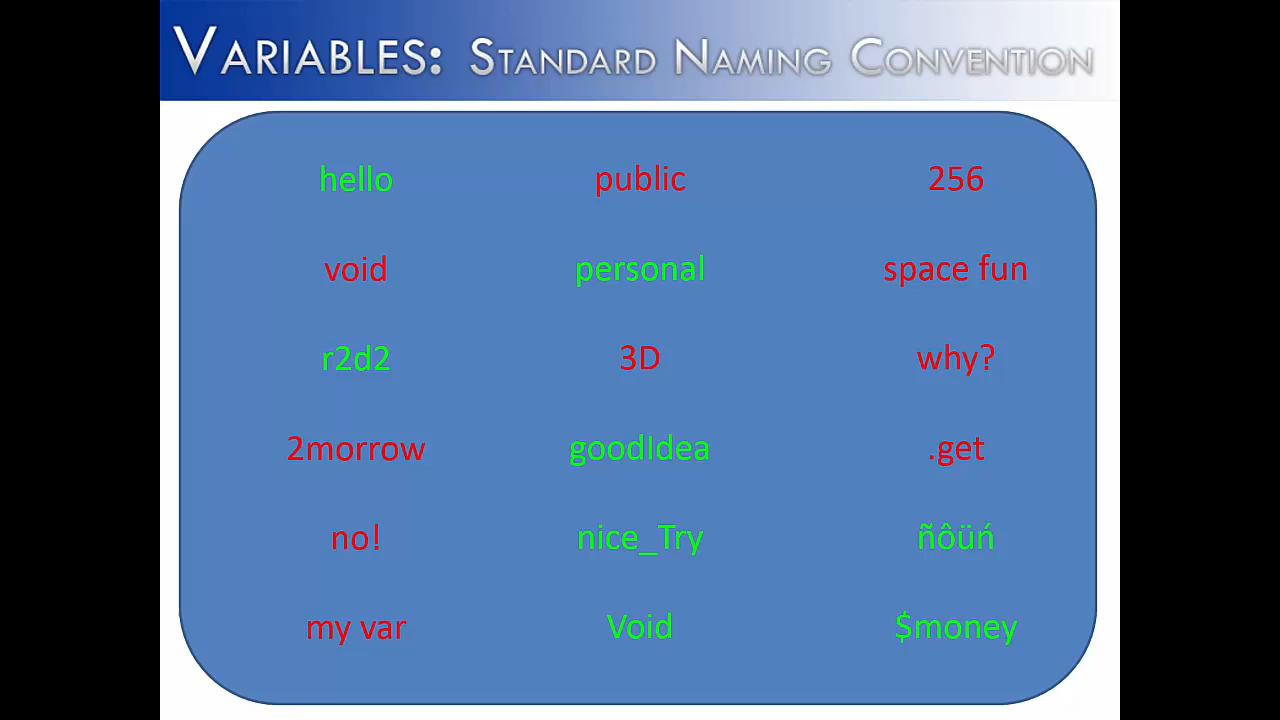 VARIABLES: STANDARD NAMING CONVENTION
hello public 256
void personal space fun
r2d2 3D why?
2morrow goodIdea .get
no! nice_Try ñôüń
my var Void $money